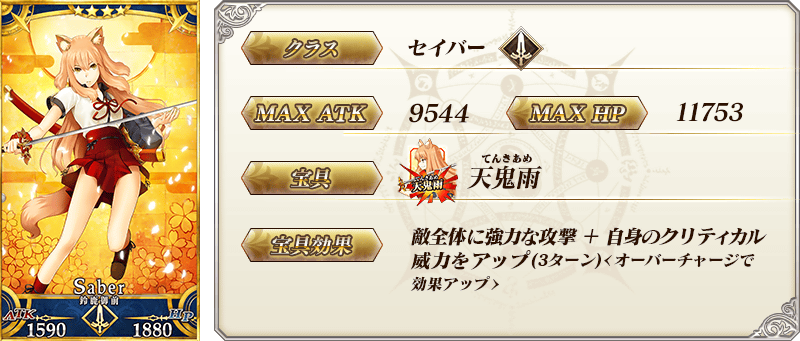 Saber
鈴鹿御前
ATK
HP
1590
1880
クラス
セイバー
MAX ATK
9544
MAX HP
11753
宝具
天鬼雨
てんきあめ
天鬼雨
宝具効果
敵全体に強力な攻撃 + 自身のクリティカル
威力をアップ(3ターン)<オーバーチャージで
効果アップ>